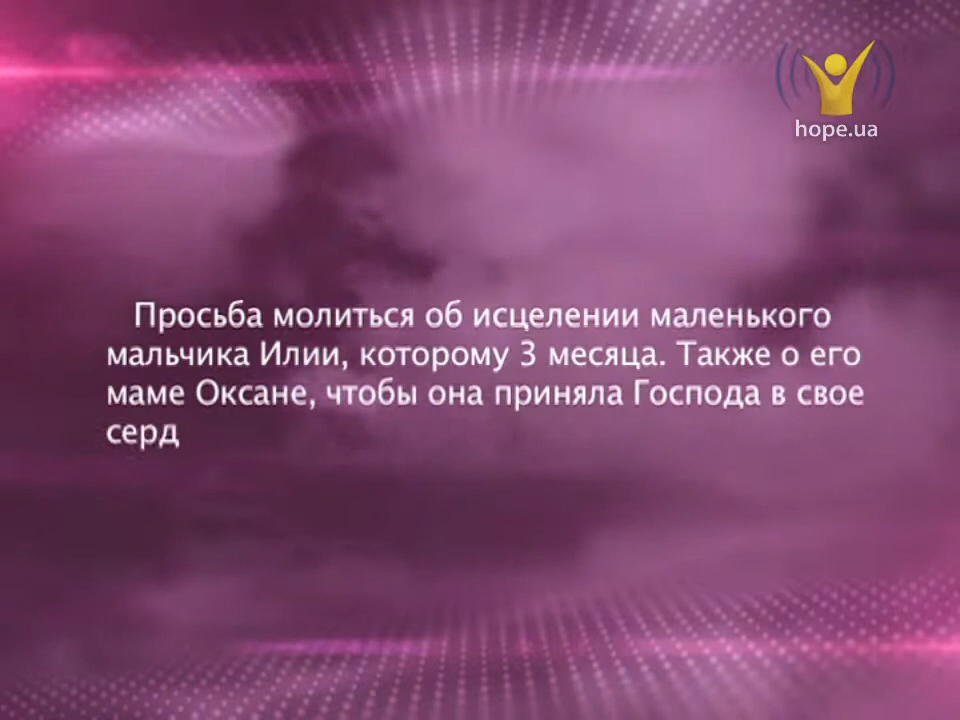 hope.ua
Просьба молиться об исцелении маленького
мальчика Илии, которому 3 месяца. Также о его
маме Оксане, чтобы она приняла Господа в свое
серд